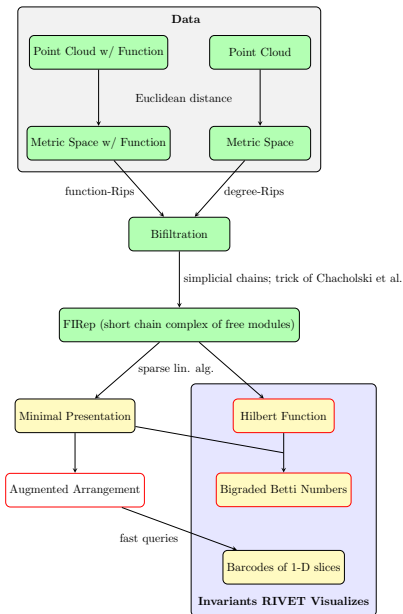 Data
Point Cloud w/ Function
Point Cloud
Euclidean distance
Metric Space w/ Function
Metric Space
function-Rips
degree-Rips
Bifiltration
simplicial chains; trick of Chacholski et al.
FIRep (short chain complex of free modules)
sparse lin. alg.
Minimal Presentation
Hilbert Function
Augmented Arrangement
Bigraded Betti Numbers
fast queries
Barcodes of 1-D slices
Invariants RIVET Visualizes